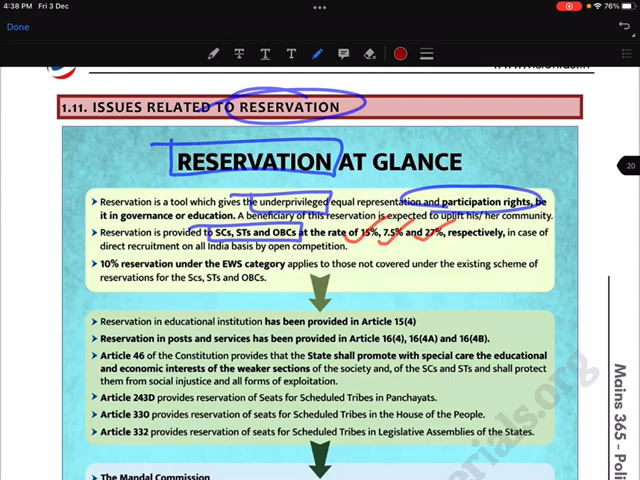 4:38 PM Fri 3 Dec
76%
Done
1.11. ISSUES RELATED TO RESERVATION
RESERVATION AT GLANCE
Reservation is a tool which gives the underprivileged equal representation and participation rights, be
it in governance or education. A beneficiary of this reservation is expected to uplift his/ her community.
Reservation is provided to SCs, STs and OBCs at the rate of 15%, 7.5% and 27%, respectively, in case of
direct recruitment on all India basis by open competition.
10% reservation under the EWS category applies to those not covered under the existing scheme of
reservations for the Scs, STs and OBCs.
20
Reservation in educational institution has been provided in Article 15(4)
Reservation in posts and services has been provided in Article 16(4), 16(4A) and 16(4B).
Article 46 of the Constitution provides that the State shall promote with special care the educational
and economic interests of the weaker sections of the society and, of the SCs and STs and shall protect
them from social injustice and all forms of exploitation.
Article 243D provides reservation of Seats for Scheduled Tribes in Panchayats.
Article 330 provides reservation of seats for Scheduled Tribes in the House of the People.
Article 332 provides reservation of seats for Scheduled Tribes in Legislative Assemblies of the States.
The Mandal Commission
Mains 365 - Poli
materials.org